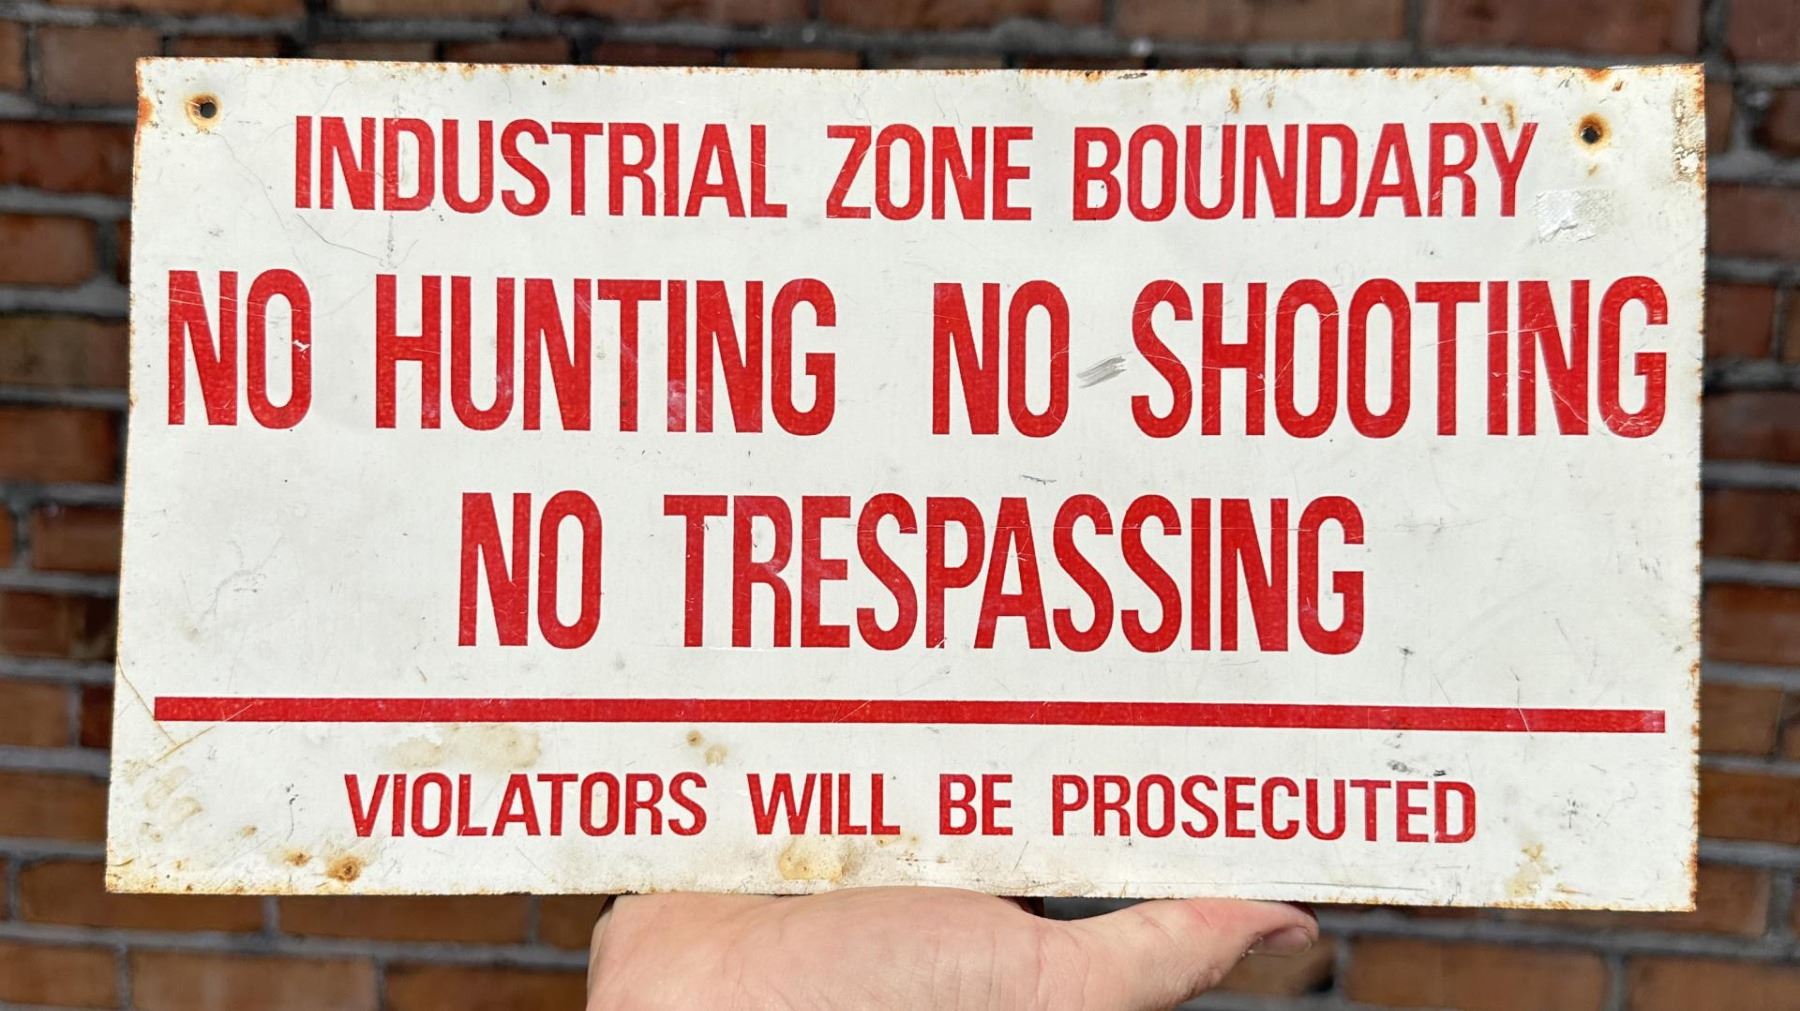 INDUSTRIAL ZONE BOUNDARY
NO HUNTING NO SHOOTING
NO TRESPASSING
VIOLATORS WILL BE PROSECUTED